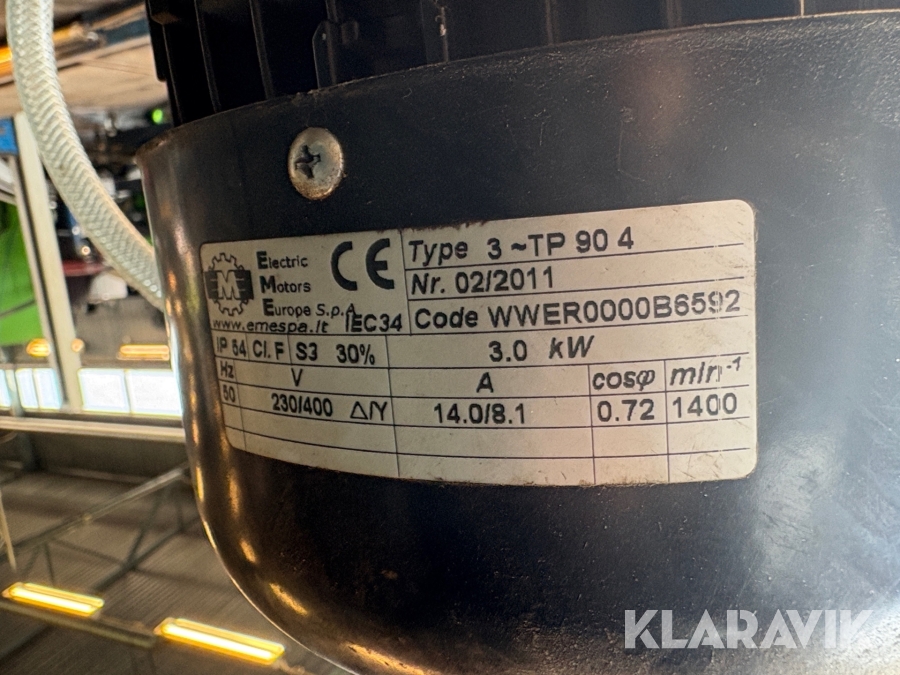 EME
Electric
Motors
Europe S.p.A
www.emespa.it IEC34
CE
Type 3 ~TP 90 4
Nr. 02/2011
Code WWER0000B6592
IP 54 Cl. F S3 30% 3.0 kW
Hz V A cosφ min-1
50 230/400 Δ/Y 14.0/8.1 0.72 1400
KLARAVIK